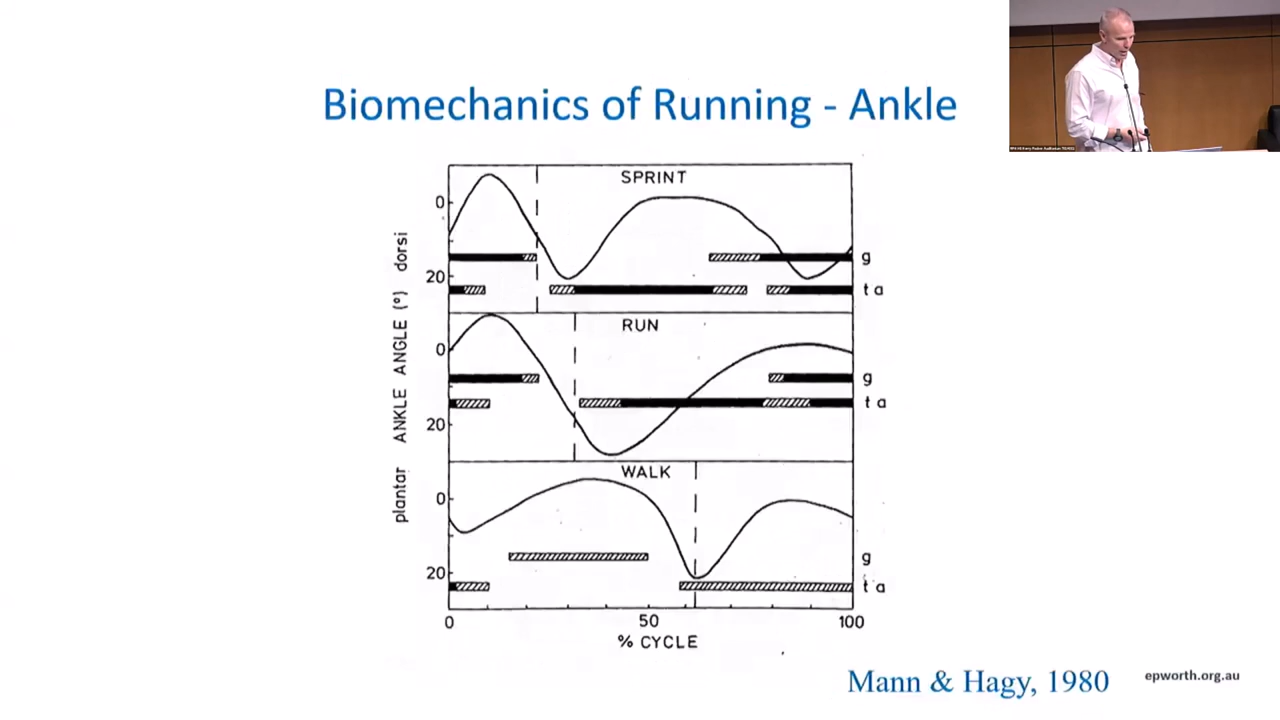 Biomechanics of Running - Ankle
SPRINT
0
20
g
t a
RUN
0
20
g
t a
WALK
0
20
g
t a
plantar ANKLE ANGLE (°) dorsi
0
50
100
% CYCLE
Mann & Hagy, 1980
epworth.org.au